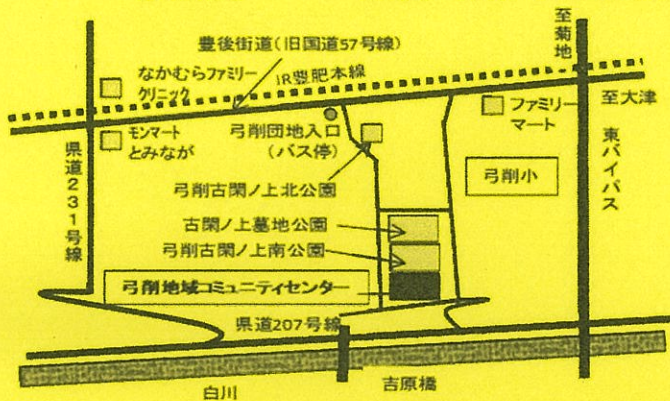 豊後街道(旧国道57号線)
至菊地
なかむらファミリー
クリニック
JR豊肥本線
至大津
モンマート
とみなが
弓削団地入口
(バス停)
ファミリー
マート
県道231号線
東バイパス
弓削小
弓削古閑ノ上北公園
古閑ノ上墓地公園
弓削古閑ノ上南公園
弓削地域コミュニティセンター
県道207号線
白川
吉原橋